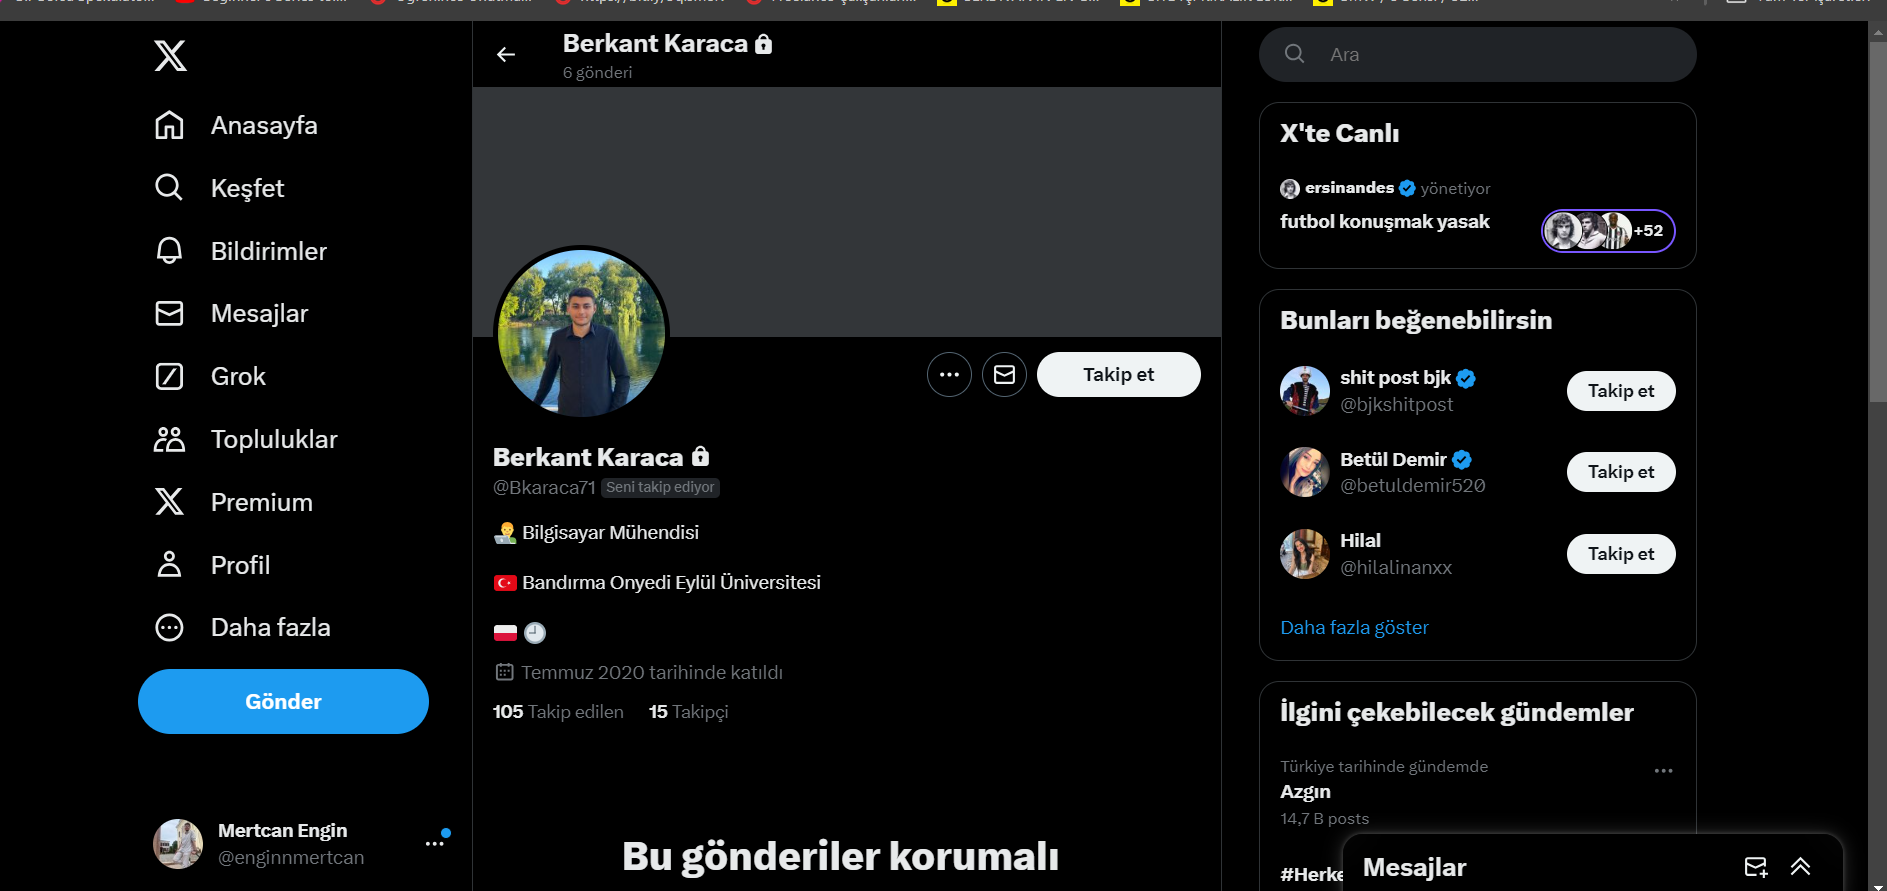 Anasayfa
Keşfet
Bildirimler
Mesajlar
Grok
Topluluklar
Premium
Profil
Daha fazla
Gönder
Mertcan Engin
@enginnmertcan
Berkant Karaca
6 gönderi
Takip et
Berkant Karaca
@Bkaraca71 Seni takip ediyor
Bilgisayar Mühendisi
Bandırma Onyedi Eylül Üniversitesi
Temmuz 2020 tarihinde katıldı
105 Takip edilen 15 Takipçi
Bu gönderiler korumalı
Ara
X'te Canlı
ersinandes yönetiyor
futbol konuşmak yasak
+52
Bunları beğenebilirsin
shit post bjk
@bjkshitpost
Takip et
Betül Demir
@betuldemir520
Takip et
Hilal
@hilalinanxx
Takip et
Daha fazla göster
İlgini çekebilecek gündemler
Türkiye tarihinde gündemde
Azgın
14,7 B posts
#Herke
Mesajlar